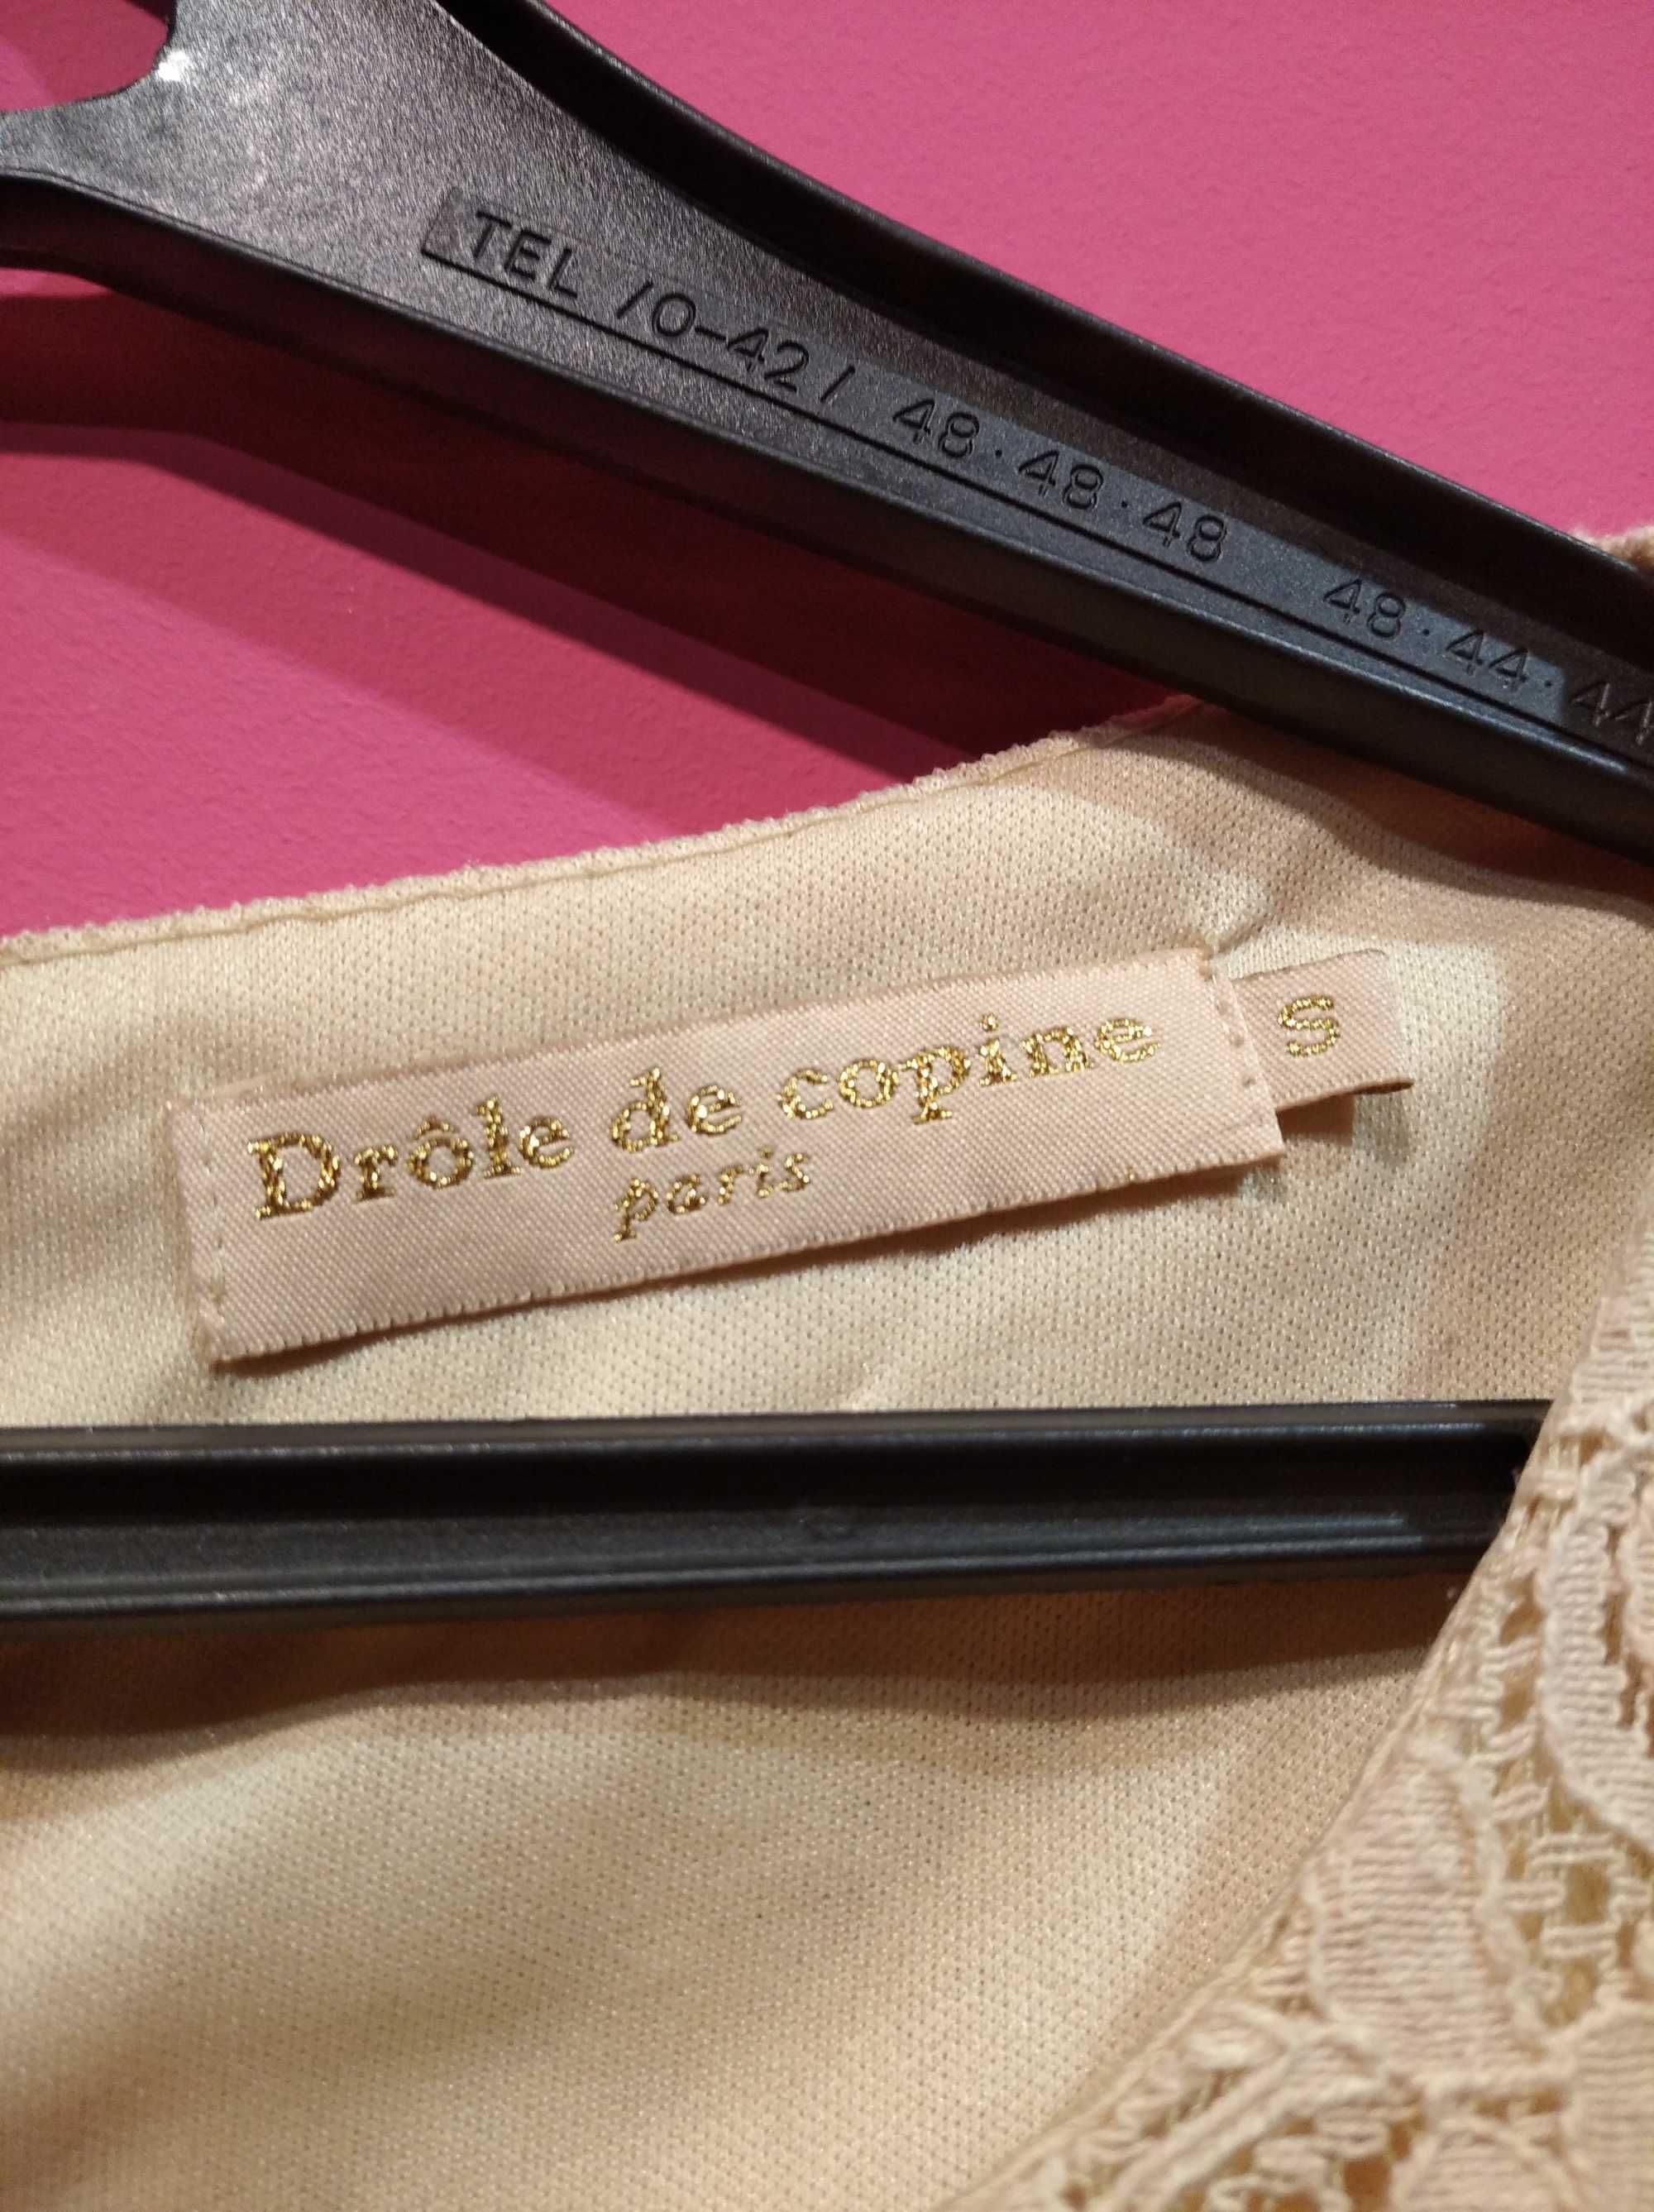 TEL /0-42/ 48·48·48 48·44·44
Drôle de copine
paris
S